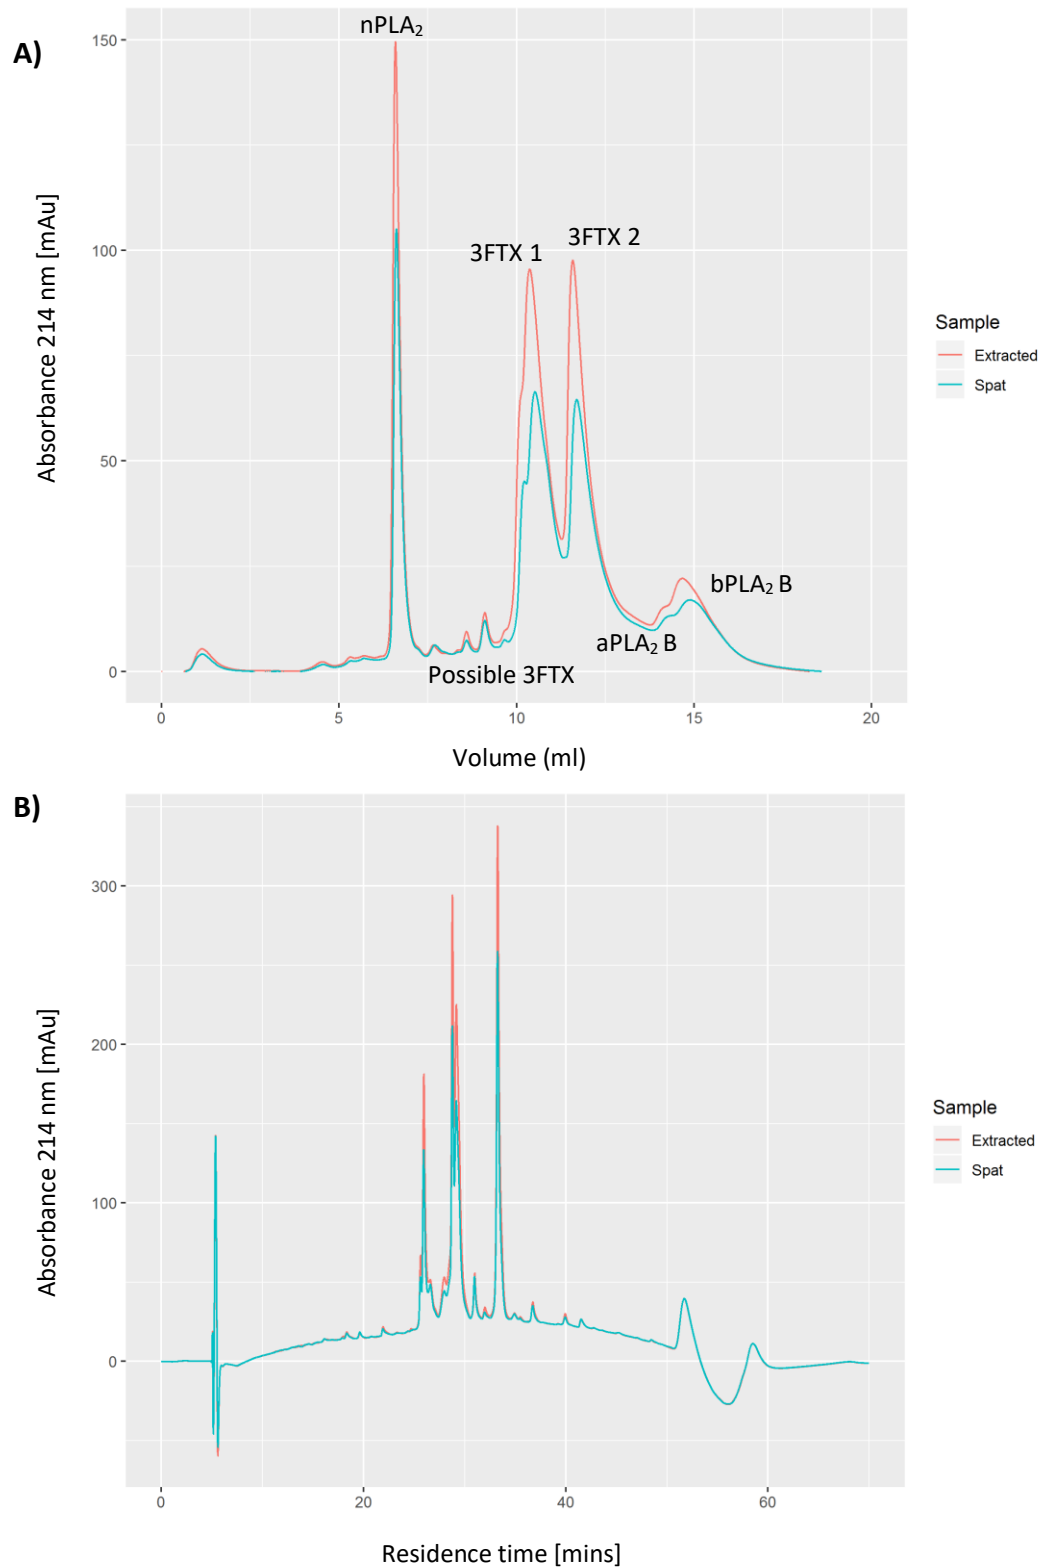 A)
nPLA₂
150
3FTX 1
3FTX 2
100
Absorbance 214 nm [mAu]
Sample
Extracted
Spat
50
bPLA₂ B
aPLA₂ B
Possible 3FTX
0
0 5 10 15 20
Volume (ml)
B)
300
200
Absorbance 214 nm [mAu]
Sample
Extracted
Spat
100
0
0 20 40 60
Residence time [mins]